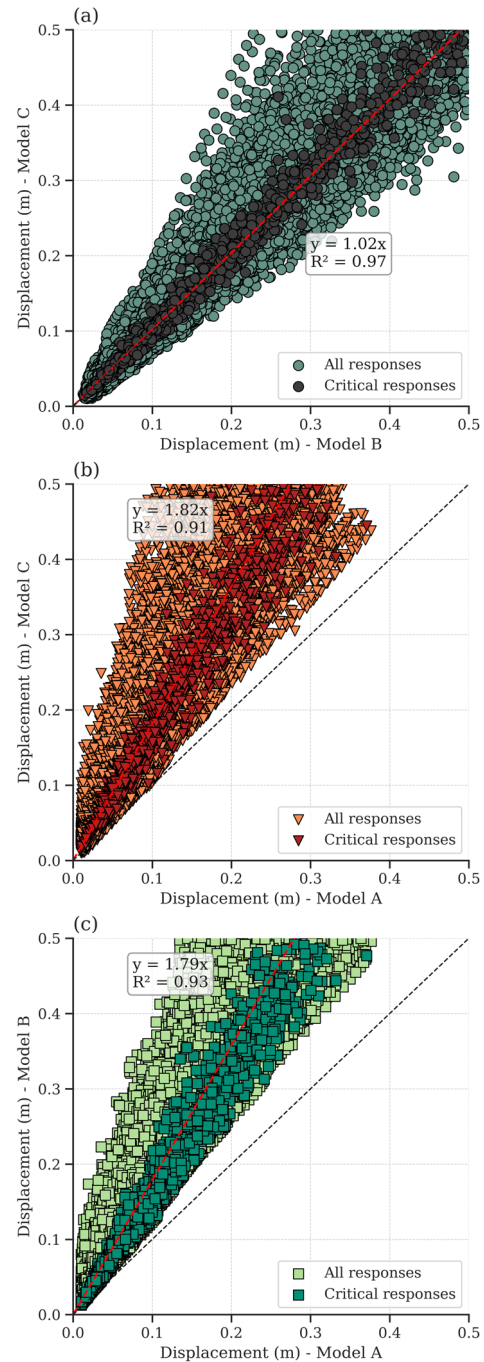 (a)
0.5
0.4
0.3
0.2
0.1
0.0
Displacement (m) - Model C
y = 1.02x
R² = 0.97
All responses
Critical responses
0.1
0.2
0.3
0.4
0.5
Displacement (m) - Model B
(b)
0.5
0.4
0.3
0.2
0.1
0.0
Displacement (m) - Model C
y = 1.82x
R² = 0.91
All responses
Critical responses
0.0
0.1
0.2
0.3
0.4
0.5
Displacement (m) - Model A
(c)
0.5
0.4
0.3
0.2
0.1
0.0
Displacement (m) - Model B
y = 1.79x
R² = 0.93
All responses
Critical responses
0.0
0.1
0.2
0.3
0.4
0.5
Displacement (m) - Model A